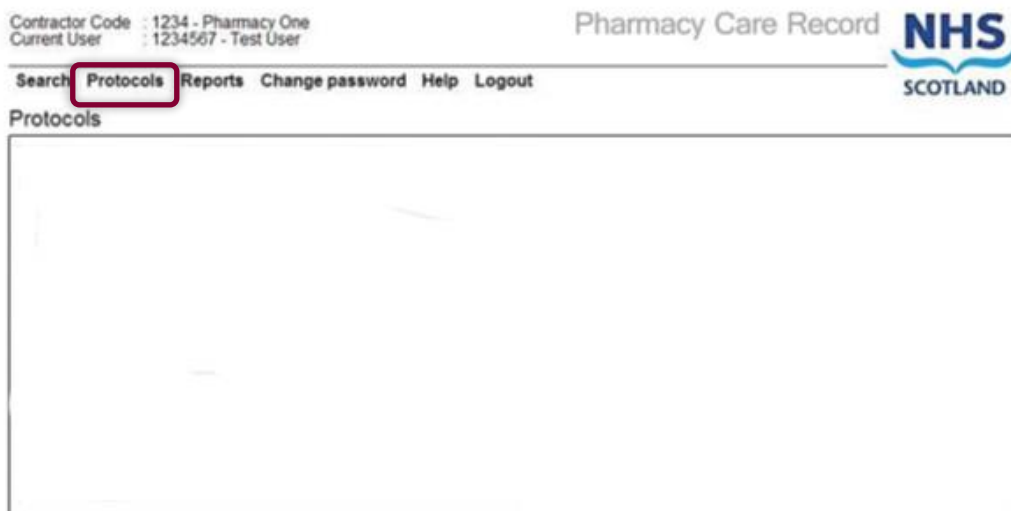 Contractor Code : 1234 - Pharmacy One
Current User : 1234567 - Test User
Pharmacy Care Record
NHS
SCOTLAND
Search Protocols Reports Change password Help Logout
Protocols